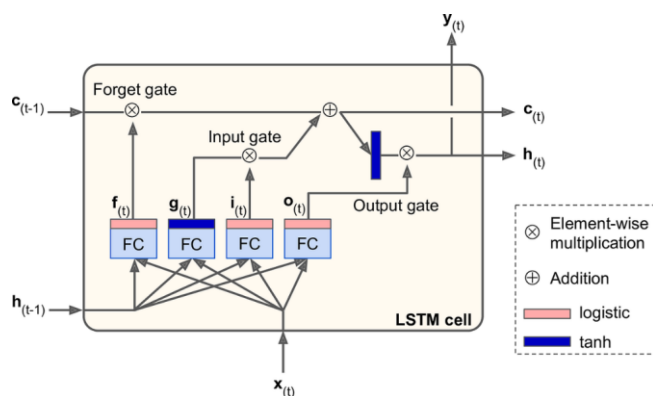 y(t)
Forget gate
c(t-1)
c(t)
Input gate
h(t)
f(t) g(t) i(t) o(t)
Output gate
FC FC FC FC
h(t-1)
LSTM cell
x(t)
Element-wise
multiplication
Addition
logistic
tanh